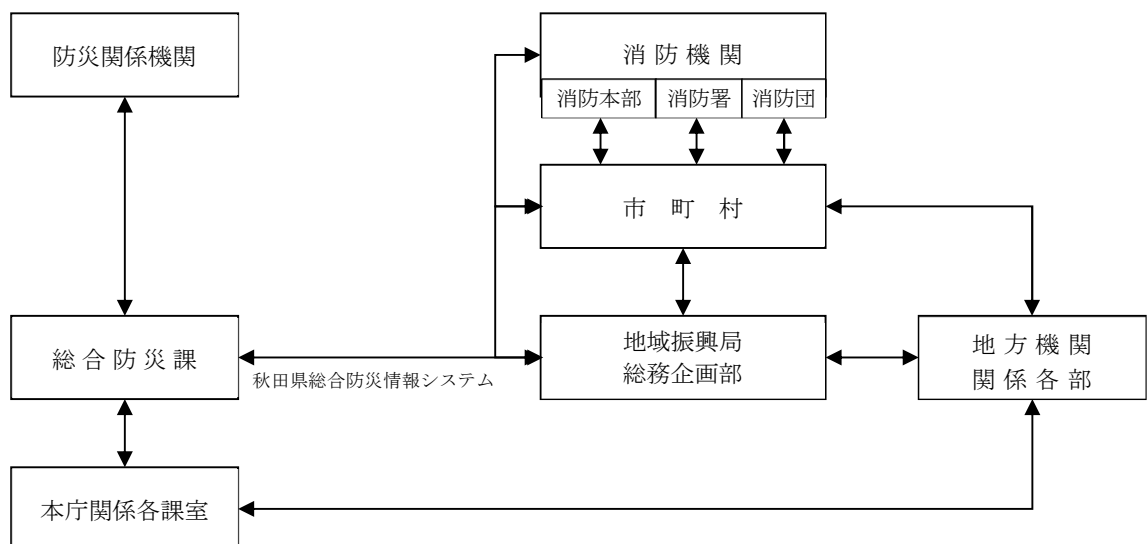 防災関係機関
消 防 機 関
消防本部 消防署 消防団
市 町 村
総 合 防 災 課
秋田県総合防災情報システム
地域振興局
総務企画部
地 方 機 関
関 係 各 部
本庁関係各課室